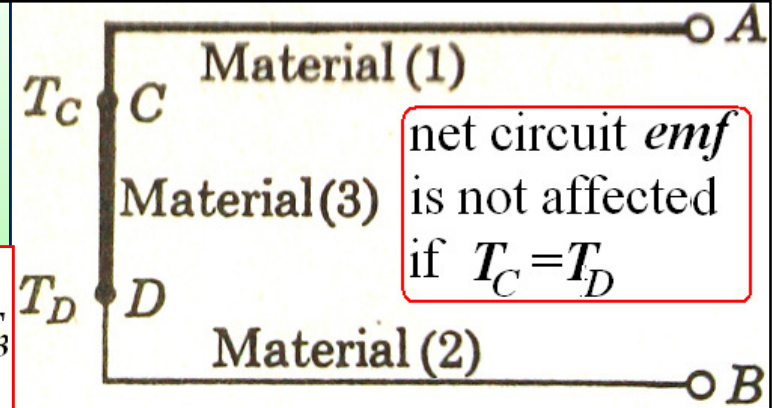 A
Material (1)
T_C C
net circuit emf
is not affected
if T_C = T_D
Material (3)
T_D D
Material (2)
B